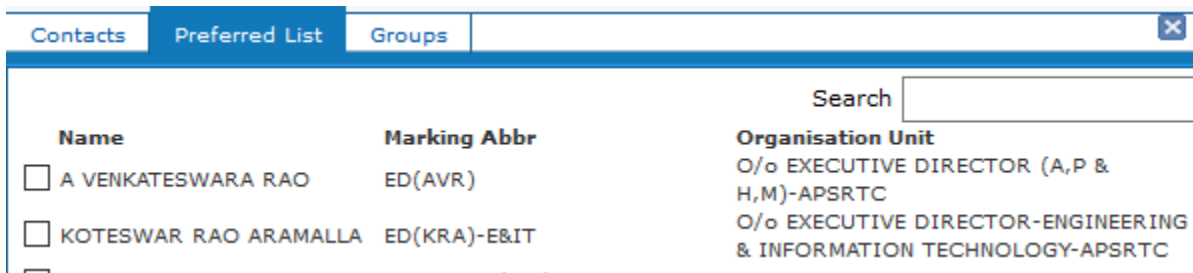 Contacts Preferred List Groups
Search
Name Marking Abbr Organisation Unit
A VENKATESWARA RAO ED(AVR) O/o EXECUTIVE DIRECTOR (A,P &
H,M)-APSRTC
KOTESWAR RAO ARAMALLA ED(KRA)-E&IT O/o EXECUTIVE DIRECTOR-ENGINEERING
& INFORMATION TECHNOLOGY-APSRTC